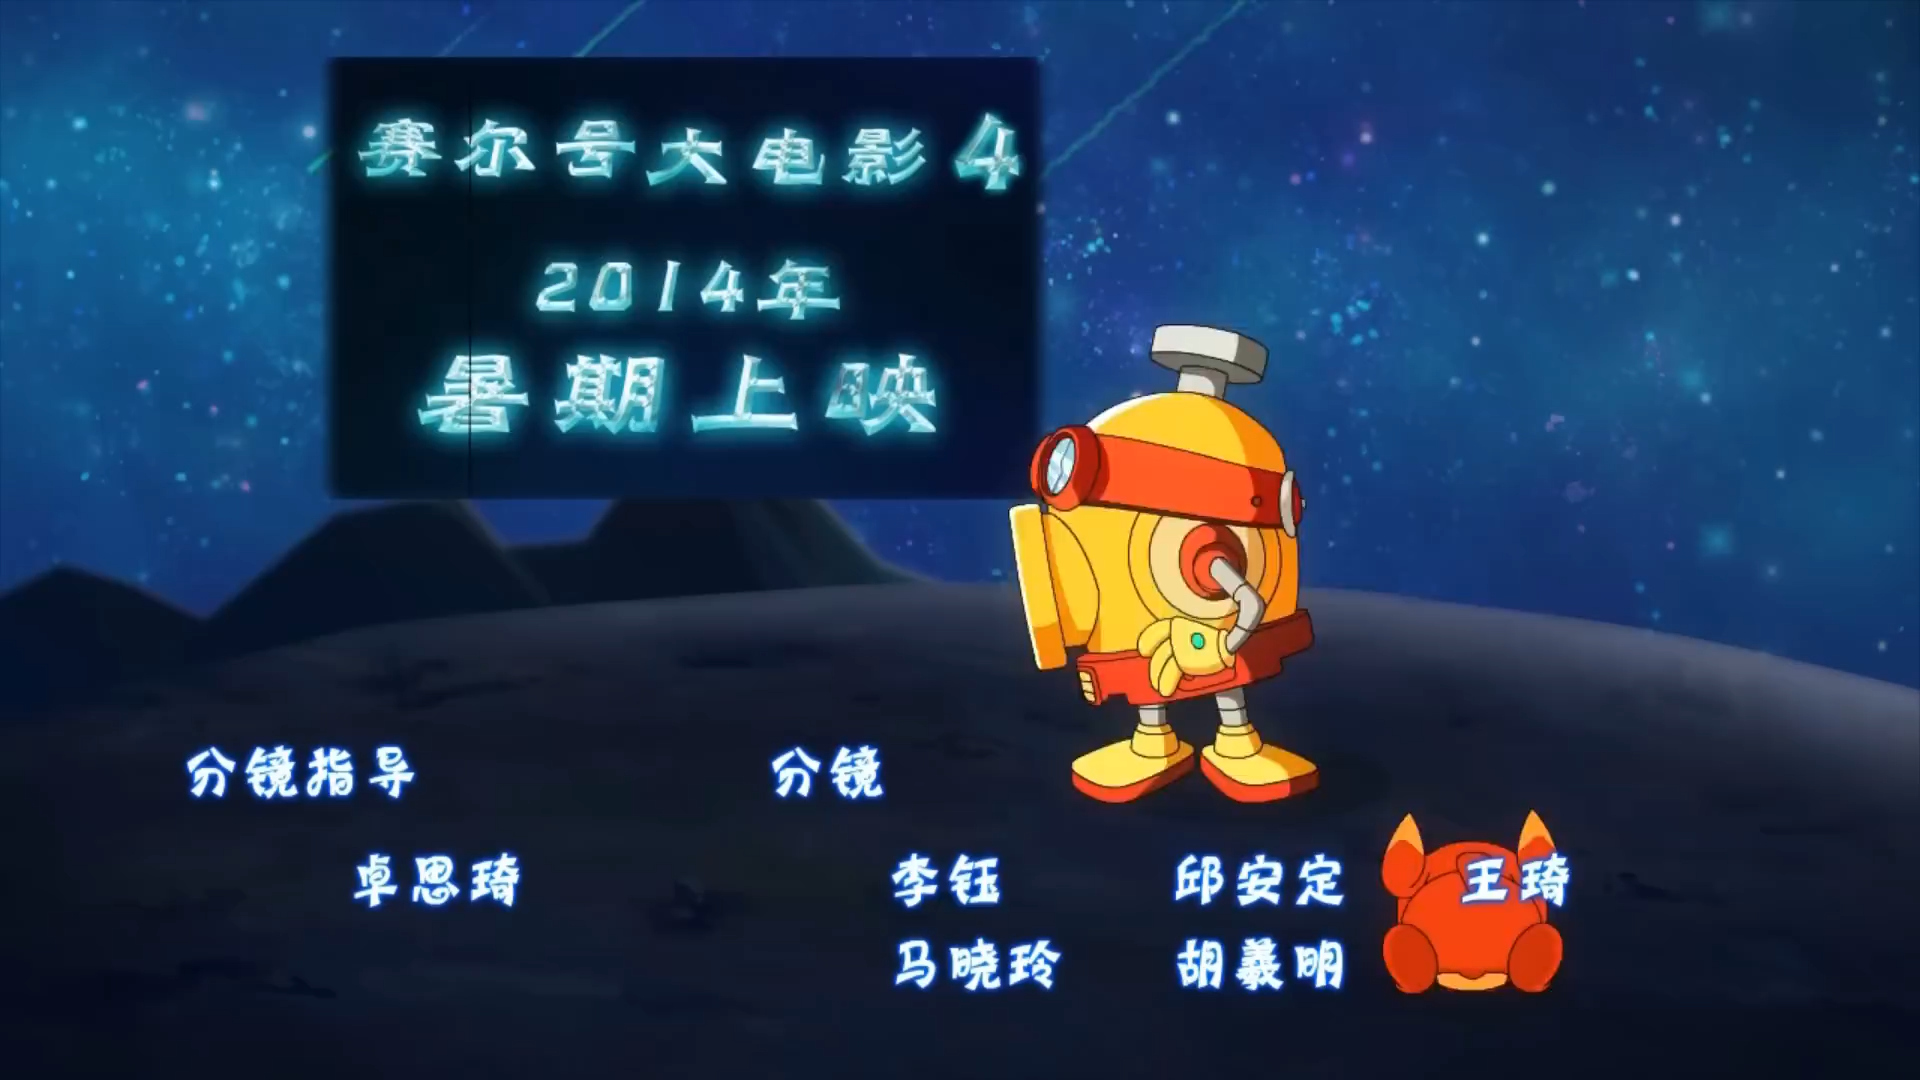 赛尔号大电影4
2014年
暑期上映
分镜指导
分镜
卓思琦
李钰 邱安定 王琦
马晓玲 胡羲明